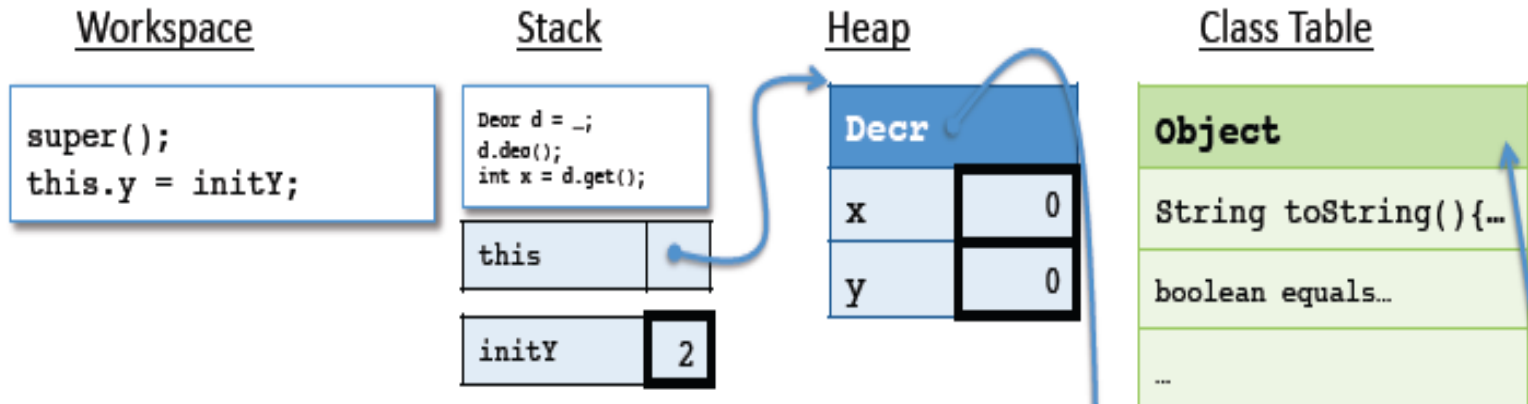 Workspace
Stack
Heap
Class Table
super();
this.y = initY;
Decr d = _;
d.dec();
int x = d.get();
this
initY 2
Decr
x 0
y 0
Object
String toString(){…
boolean equals…
…